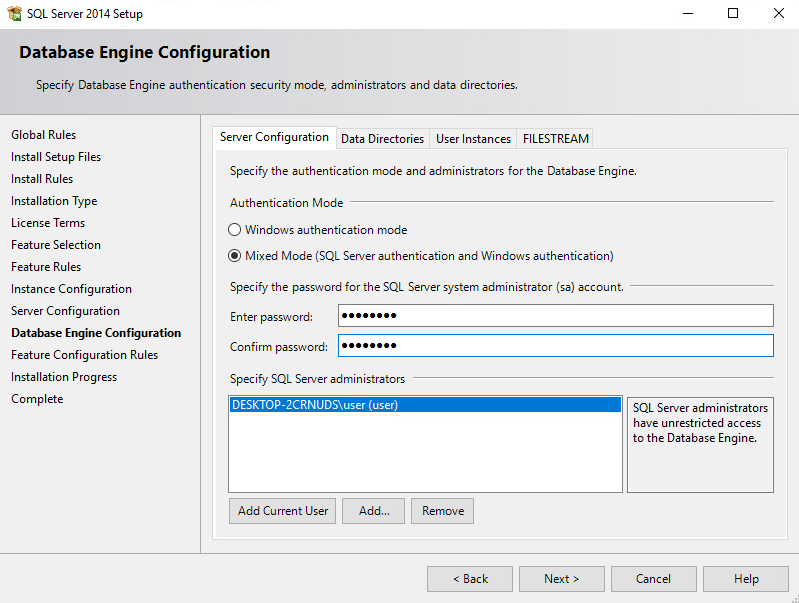 SQL Server 2014 Setup
Database Engine Configuration
Specify Database Engine authentication security mode, administrators and data directories.
Global Rules
Install Setup Files
Install Rules
Installation Type
License Terms
Feature Selection
Feature Rules
Instance Configuration
Server Configuration
Database Engine Configuration
Feature Configuration Rules
Installation Progress
Complete
Server Configuration Data Directories User Instances FILESTREAM
Specify the authentication mode and administrators for the Database Engine.
Authentication Mode
Windows authentication mode
Mixed Mode (SQL Server authentication and Windows authentication)
Specify the password for the SQL Server system administrator (sa) account.
Enter password: ●●●●●●●●
Confirm password: ●●●●●●●●
Specify SQL Server administrators
DESKTOP-2CRNUDS\user (user)
SQL Server administrators
have unrestricted access
to the Database Engine.
Add Current User Add... Remove
< Back Next > Cancel Help